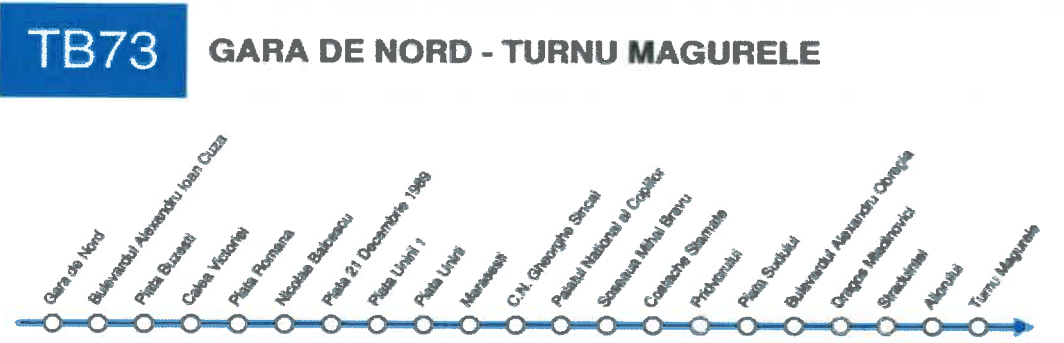 TB73
GARA DE NORD - TURNU MAGURELE
Gara de Nord
Bulevardul Alexandru Ioan Cuza
Piata Buzesti
Calea Victoriei
Piata Romana
Nicolae Balcescu
Piata 21 Decembrie 1989
Piata Unirii 1
Piata Unirii
Marasesti
C.N. Gheorghe Sincai
Palatul National al Copiilor
Soseaua Mihai Bravu
Costache Stamate
Pridvorului
Piata Sudului
Bulevardul Alexandru Obregia
Dragos Mladinovici
Straduintei
Aliorului
Turnu Magurele